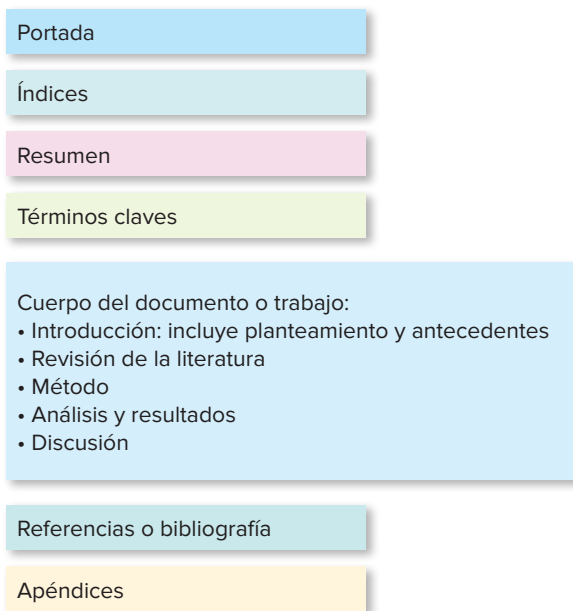 Portada
Índices
Resumen
Términos claves
Cuerpo del documento o trabajo:
• Introducción: incluye planteamiento y antecedentes
• Revisión de la literatura
• Método
• Análisis y resultados
• Discusión
Referencias o bibliografía
Apéndices